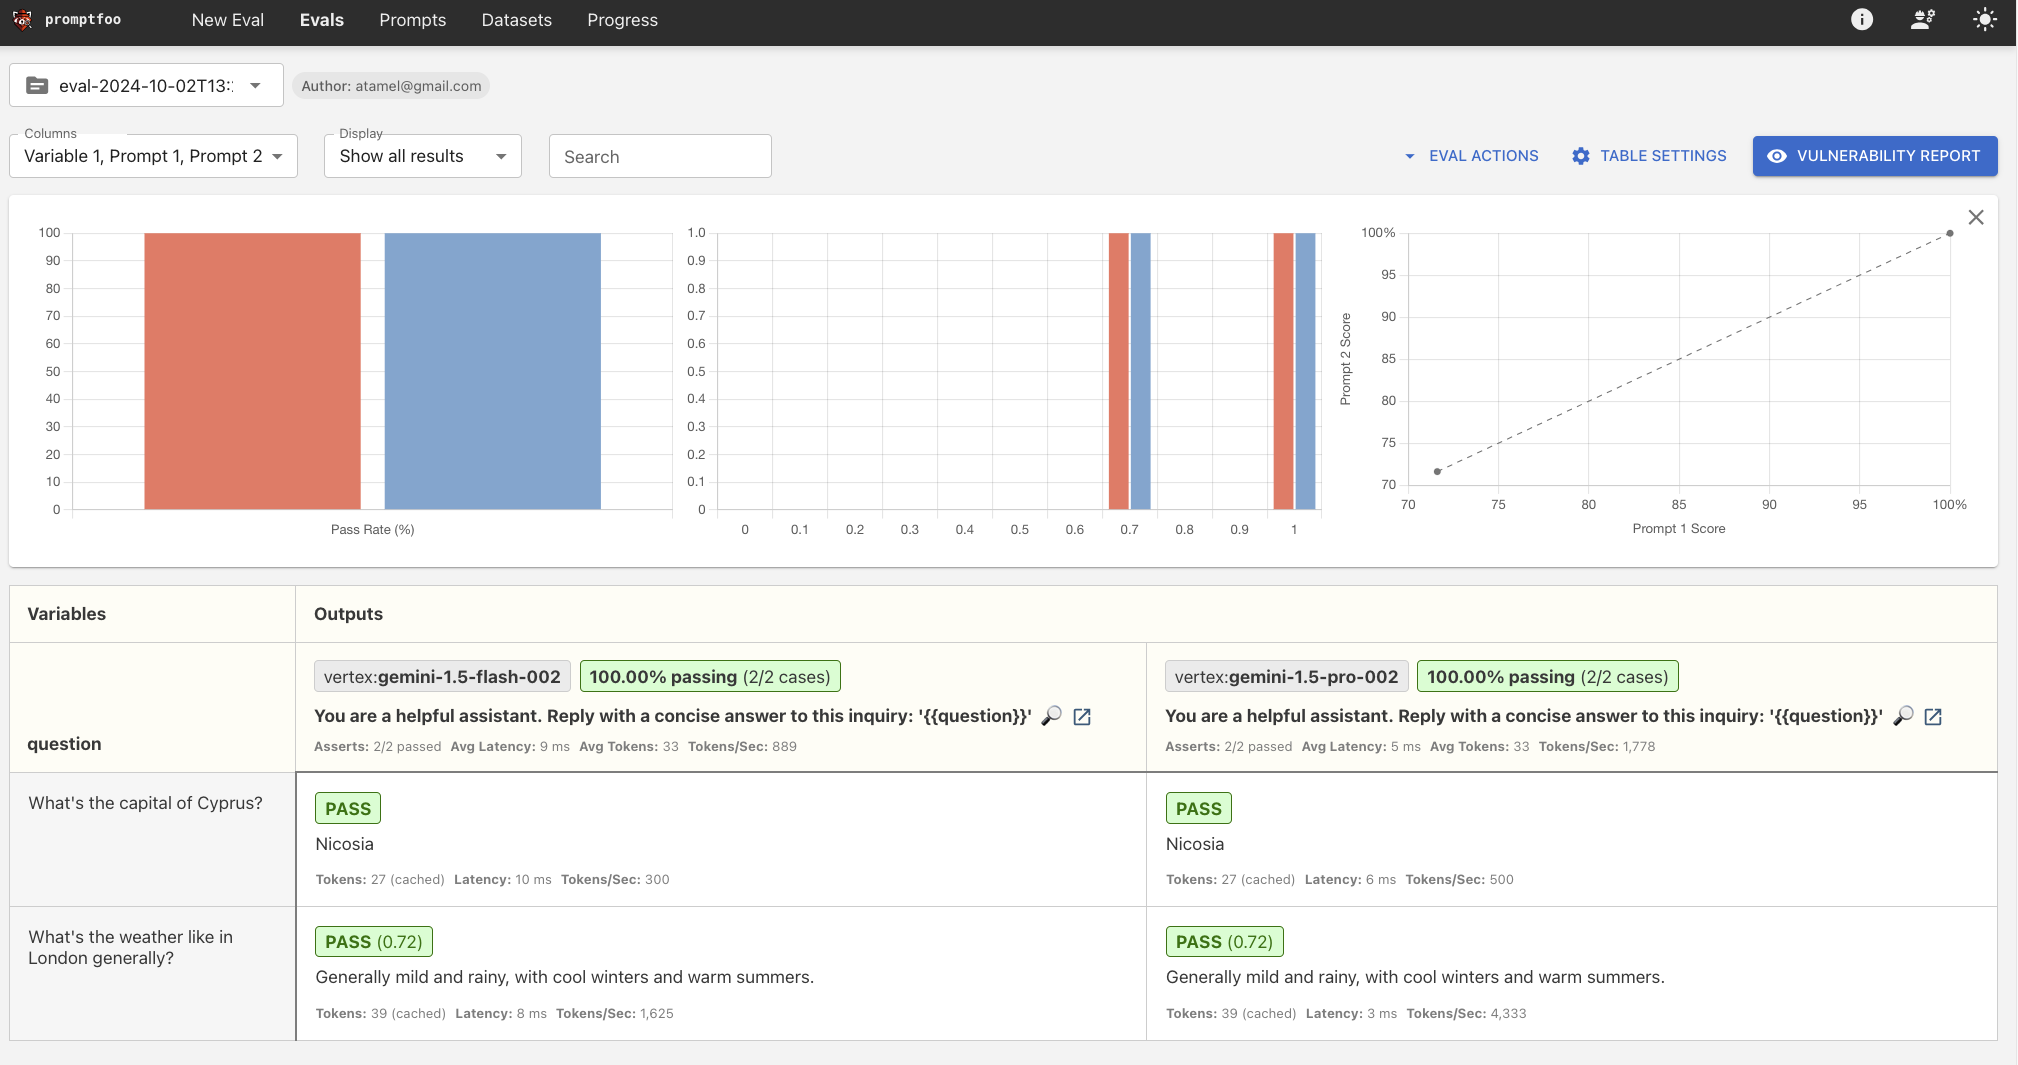 promptfoo New Eval Evals Prompts Datasets Progress
eval-2024-10-02T13: Author: atamel@gmail.com
Columns
Variable 1, Prompt 1, Prompt 2
Display
Show all results
Search
EVAL ACTIONS
TABLE SETTINGS
VULNERABILITY REPORT
100
90
80
70
60
50
40
30
20
10
0
Pass Rate (%)
1.0
0.9
0.8
0.7
0.6
0.5
0.4
0.3
0.2
0.1
0
0 0.1 0.2 0.3 0.4 0.5 0.6 0.7 0.8 0.9 1
100%
95
90
85
80
75
70
Prompt 2 Score
70 75 80 85 90 95 100%
Prompt 1 Score
Variables
Outputs
question
vertex:gemini-1.5-flash-002 100.00% passing (2/2 cases)
You are a helpful assistant. Reply with a concise answer to this inquiry: '{{question}}'
Asserts: 2/2 passed Avg Latency: 9 ms Avg Tokens: 33 Tokens/Sec: 889
vertex:gemini-1.5-pro-002 100.00% passing (2/2 cases)
You are a helpful assistant. Reply with a concise answer to this inquiry: '{{question}}'
Asserts: 2/2 passed Avg Latency: 5 ms Avg Tokens: 33 Tokens/Sec: 1,778
What's the capital of Cyprus?
PASS
Nicosia
Tokens: 27 (cached) Latency: 10 ms Tokens/Sec: 300
PASS
Nicosia
Tokens: 27 (cached) Latency: 6 ms Tokens/Sec: 500
What's the weather like in
London generally?
PASS (0.72)
Generally mild and rainy, with cool winters and warm summers.
Tokens: 39 (cached) Latency: 8 ms Tokens/Sec: 1,625
PASS (0.72)
Generally mild and rainy, with cool winters and warm summers.
Tokens: 39 (cached) Latency: 3 ms Tokens/Sec: 4,333